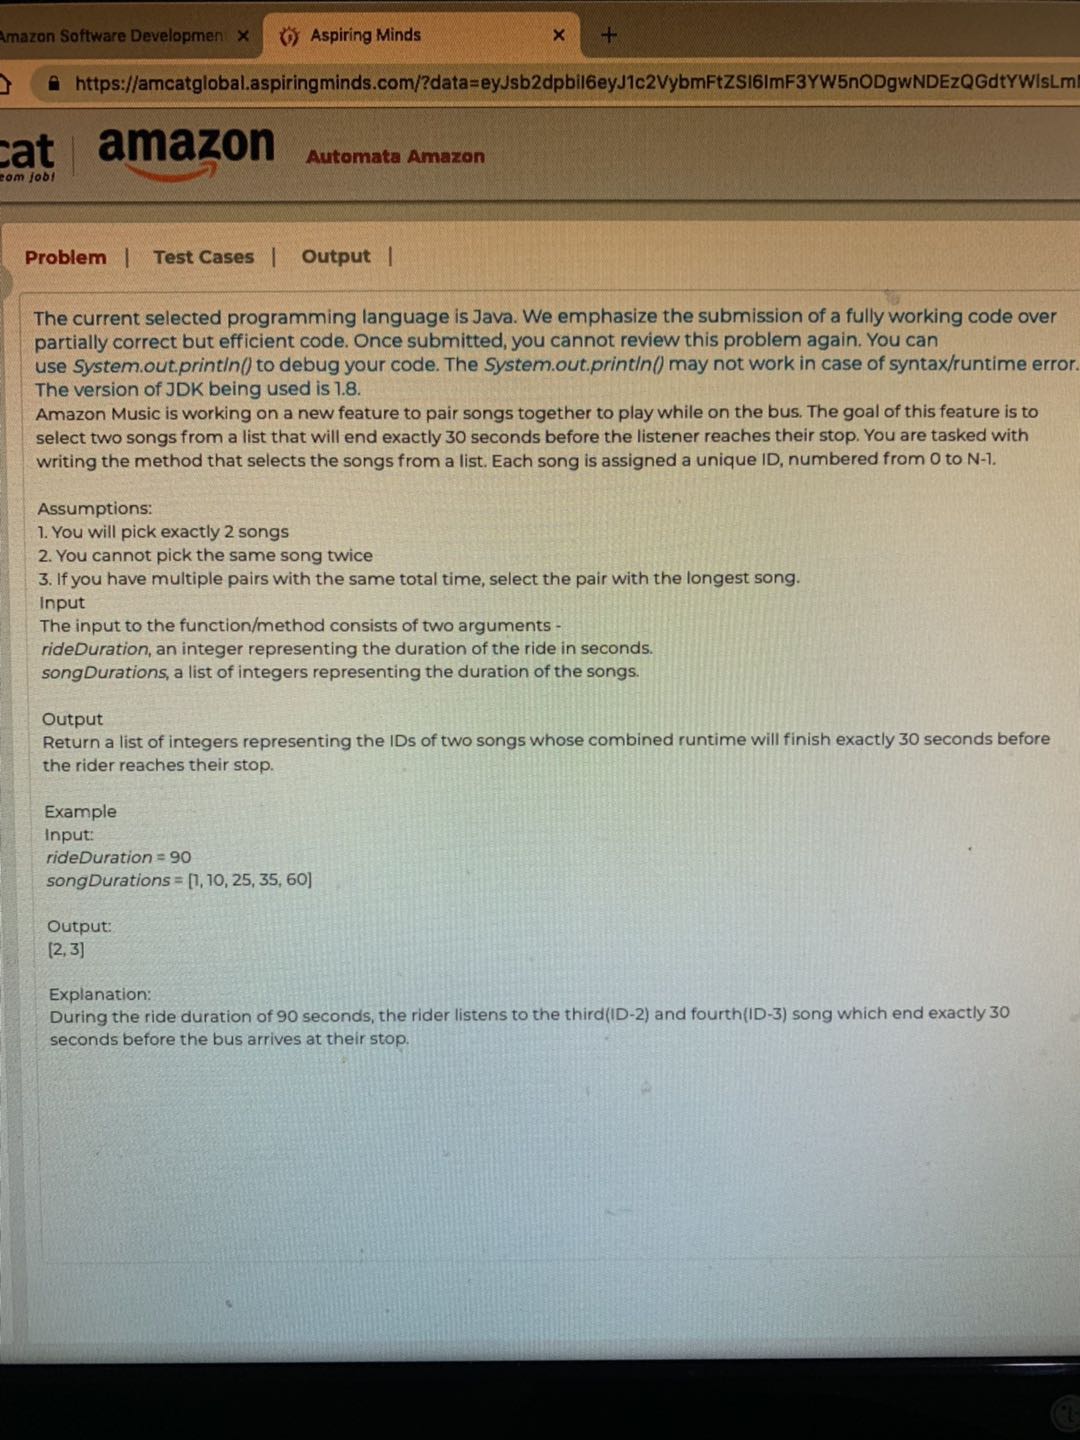 Amazon Software Developmen
Aspiring Minds
https://amcatglobal.aspiringminds.com/?data=
cat
eam job!
amazon
Automata Amazon
Problem | Test Cases | Output |
The current selected programming language is Java. We emphasize the submission of a fully working code over
partially correct but efficient code. Once submitted, you cannot review this problem again. You can
use System.out.println() to debug your code. The System.out.println() may not work in case of syntax/runtime error.
The version of JDK being used is 1.8.
Amazon Music is working on a new feature to pair songs together to play while on the bus. The goal of this feature is to
select two songs from a list that will end exactly 30 seconds before the listener reaches their stop. You are tasked with
writing the method that selects the songs from a list. Each song is assigned a unique ID, numbered from 0 to N-1.
Assumptions:
1. You will pick exactly 2 songs
2. You cannot pick the same song twice
3. If you have multiple pairs with the same total time, select the pair with the longest song.
Input
The input to the function/method consists of two arguments -
rideDuration, an integer representing the duration of the ride in seconds.
songDurations, a list of integers representing the duration of the songs.
Output
Return a list of integers representing the IDs of two songs whose combined runtime will finish exactly 30 seconds before
the rider reaches their stop.
Example
Input:
rideDuration = 90
songDurations = [1, 10, 25, 35, 60]
Output:
[2, 3]
Explanation:
During the ride duration of 90 seconds, the rider listens to the third(ID-2) and fourth(ID-3) song which end exactly 30
seconds before the bus arrives at their stop.